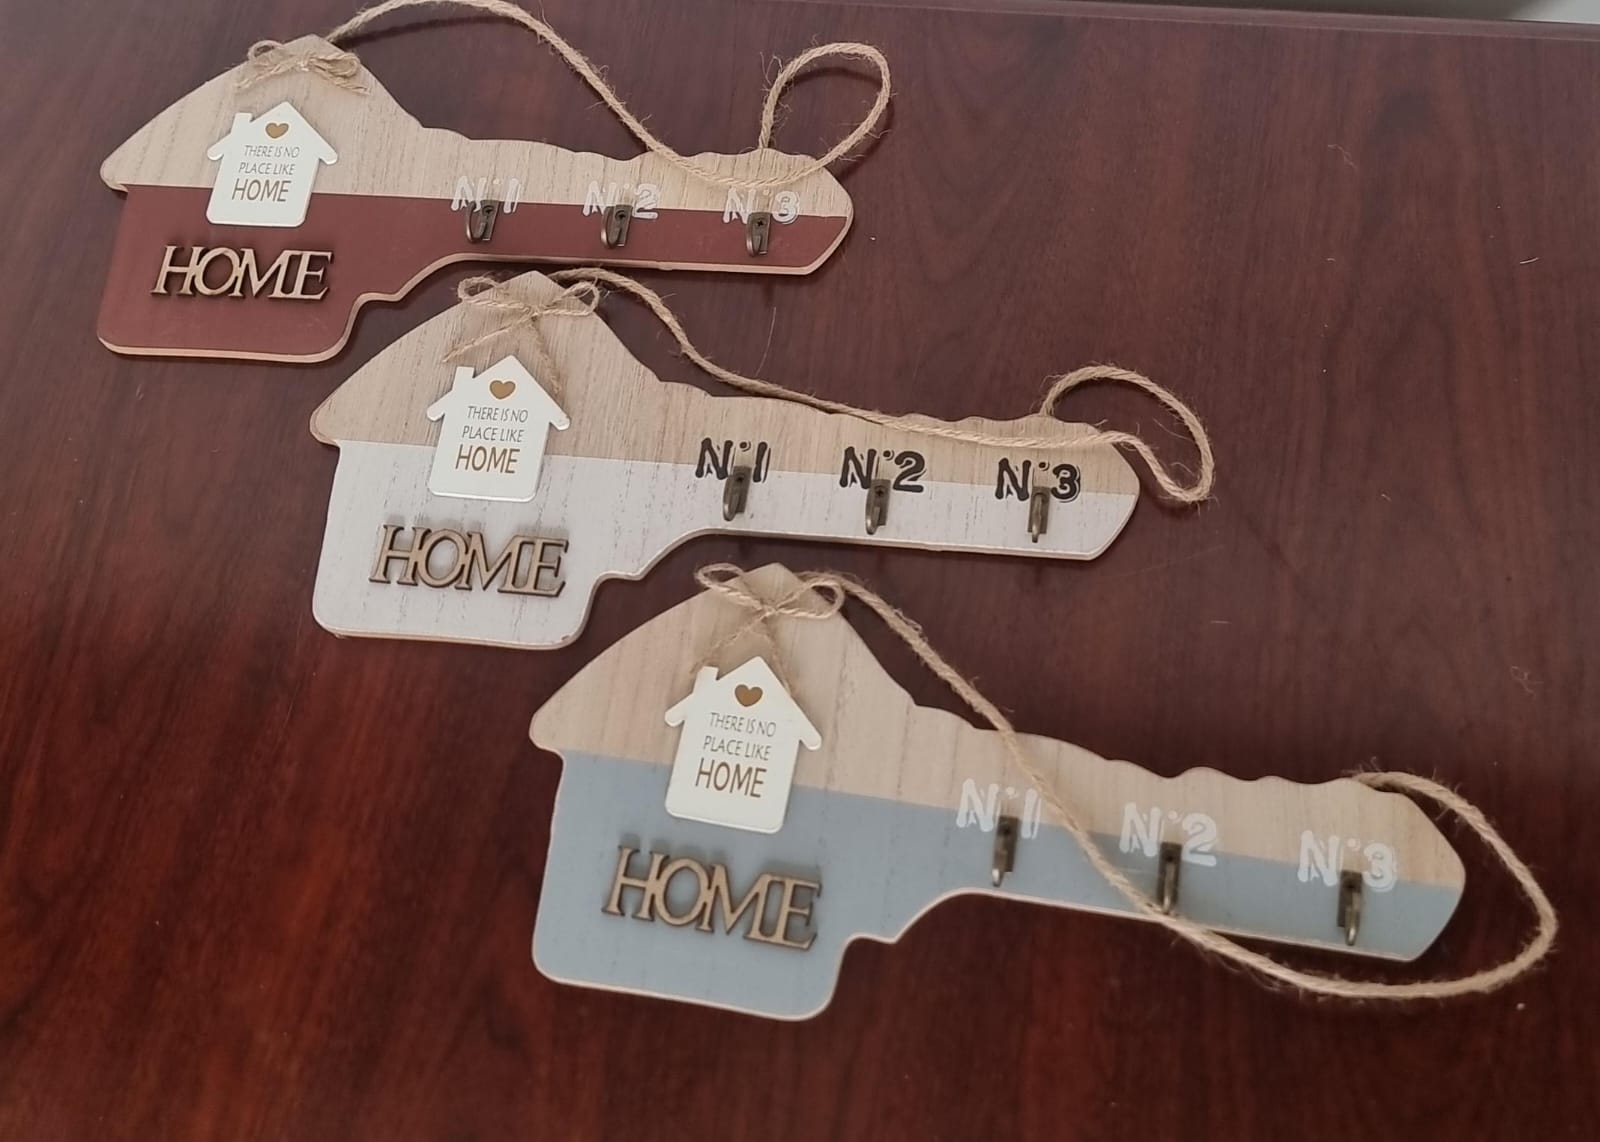 THERE IS NO
PLACE LIKE
HOME
N°1 N°2 N°3
HOME
THERE IS NO
PLACE LIKE
HOME
N°1 N°2 N°3
HOME
THERE IS NO
PLACE LIKE
HOME
N°1 N°2 N°3
HOME